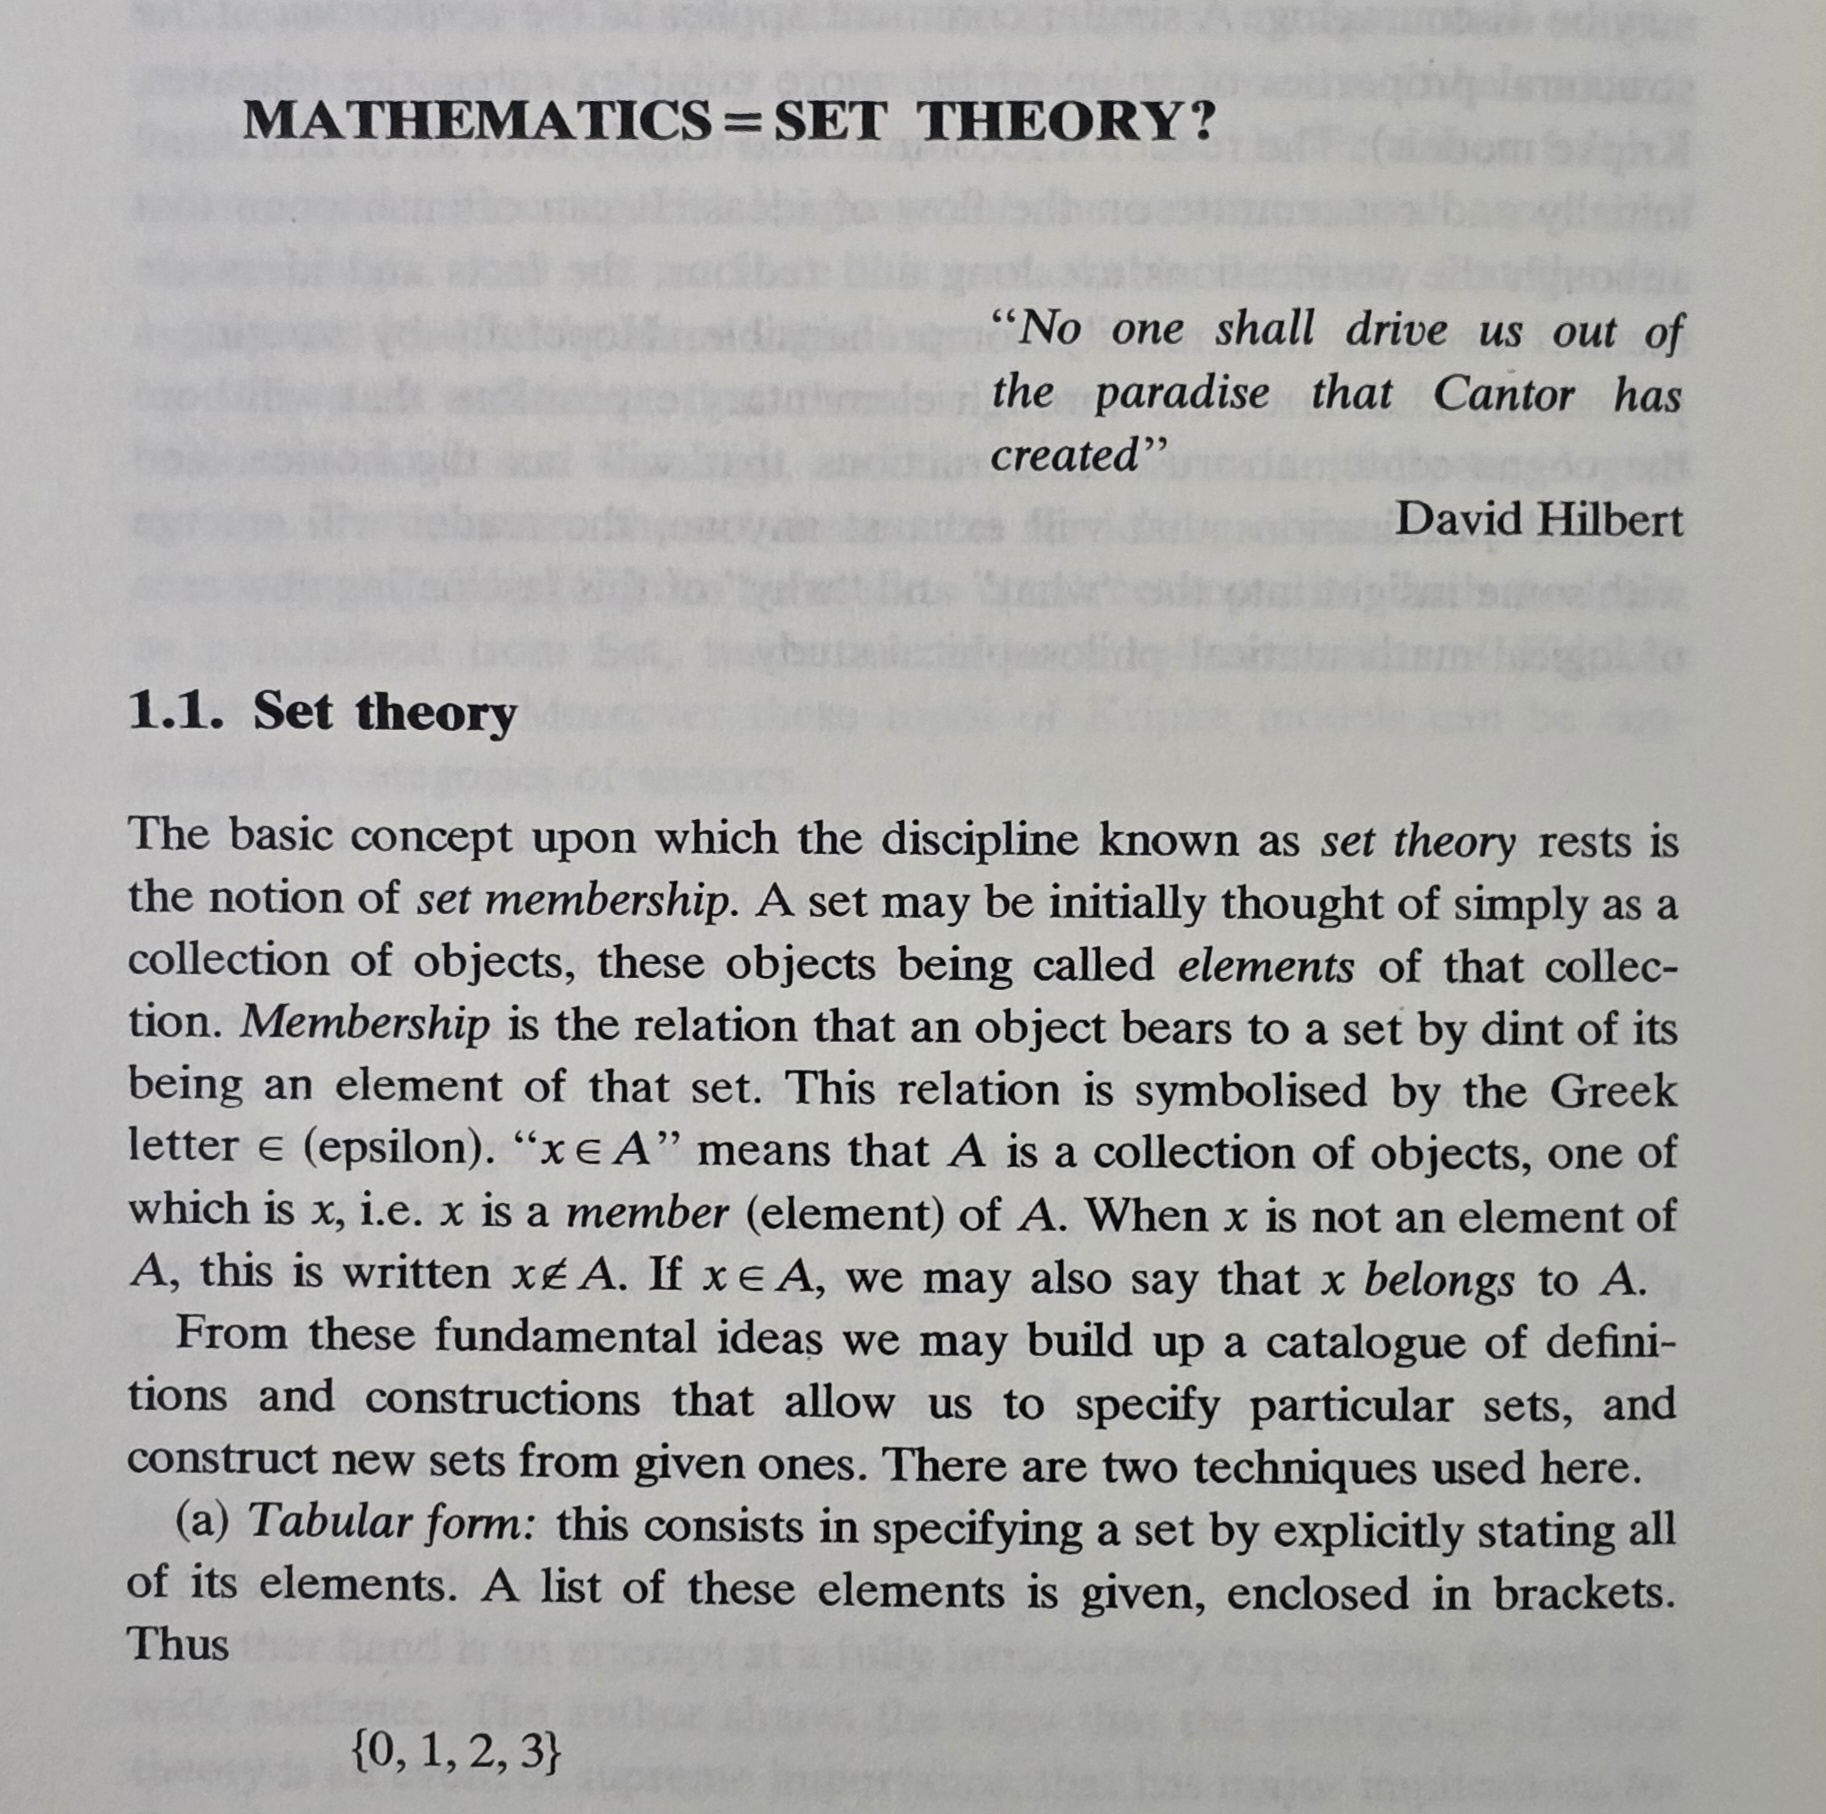 MATHEMATICS = SET THEORY?
“No one shall drive us out of
the paradise that Cantor has
created”
David Hilbert
1.1. Set theory
The basic concept upon which the discipline known as set theory rests is
the notion of set membership. A set may be initially thought of simply as a
collection of objects, these objects being called elements of that collec-
tion. Membership is the relation that an object bears to a set by dint of its
being an element of that set. This relation is symbolised by the Greek
letter ∈ (epsilon). “x ∈ A” means that A is a collection of objects, one of
which is x, i.e. x is a member (element) of A. When x is not an element of
A, this is written x ∉ A. If x ∈ A, we may also say that x belongs to A.
From these fundamental ideas we may build up a catalogue of defini-
tions and constructions that allow us to specify particular sets, and
construct new sets from given ones. There are two techniques used here.
(a) Tabular form: this consists in specifying a set by explicitly stating all
of its elements. A list of these elements is given, enclosed in brackets.
Thus
{0, 1, 2, 3}